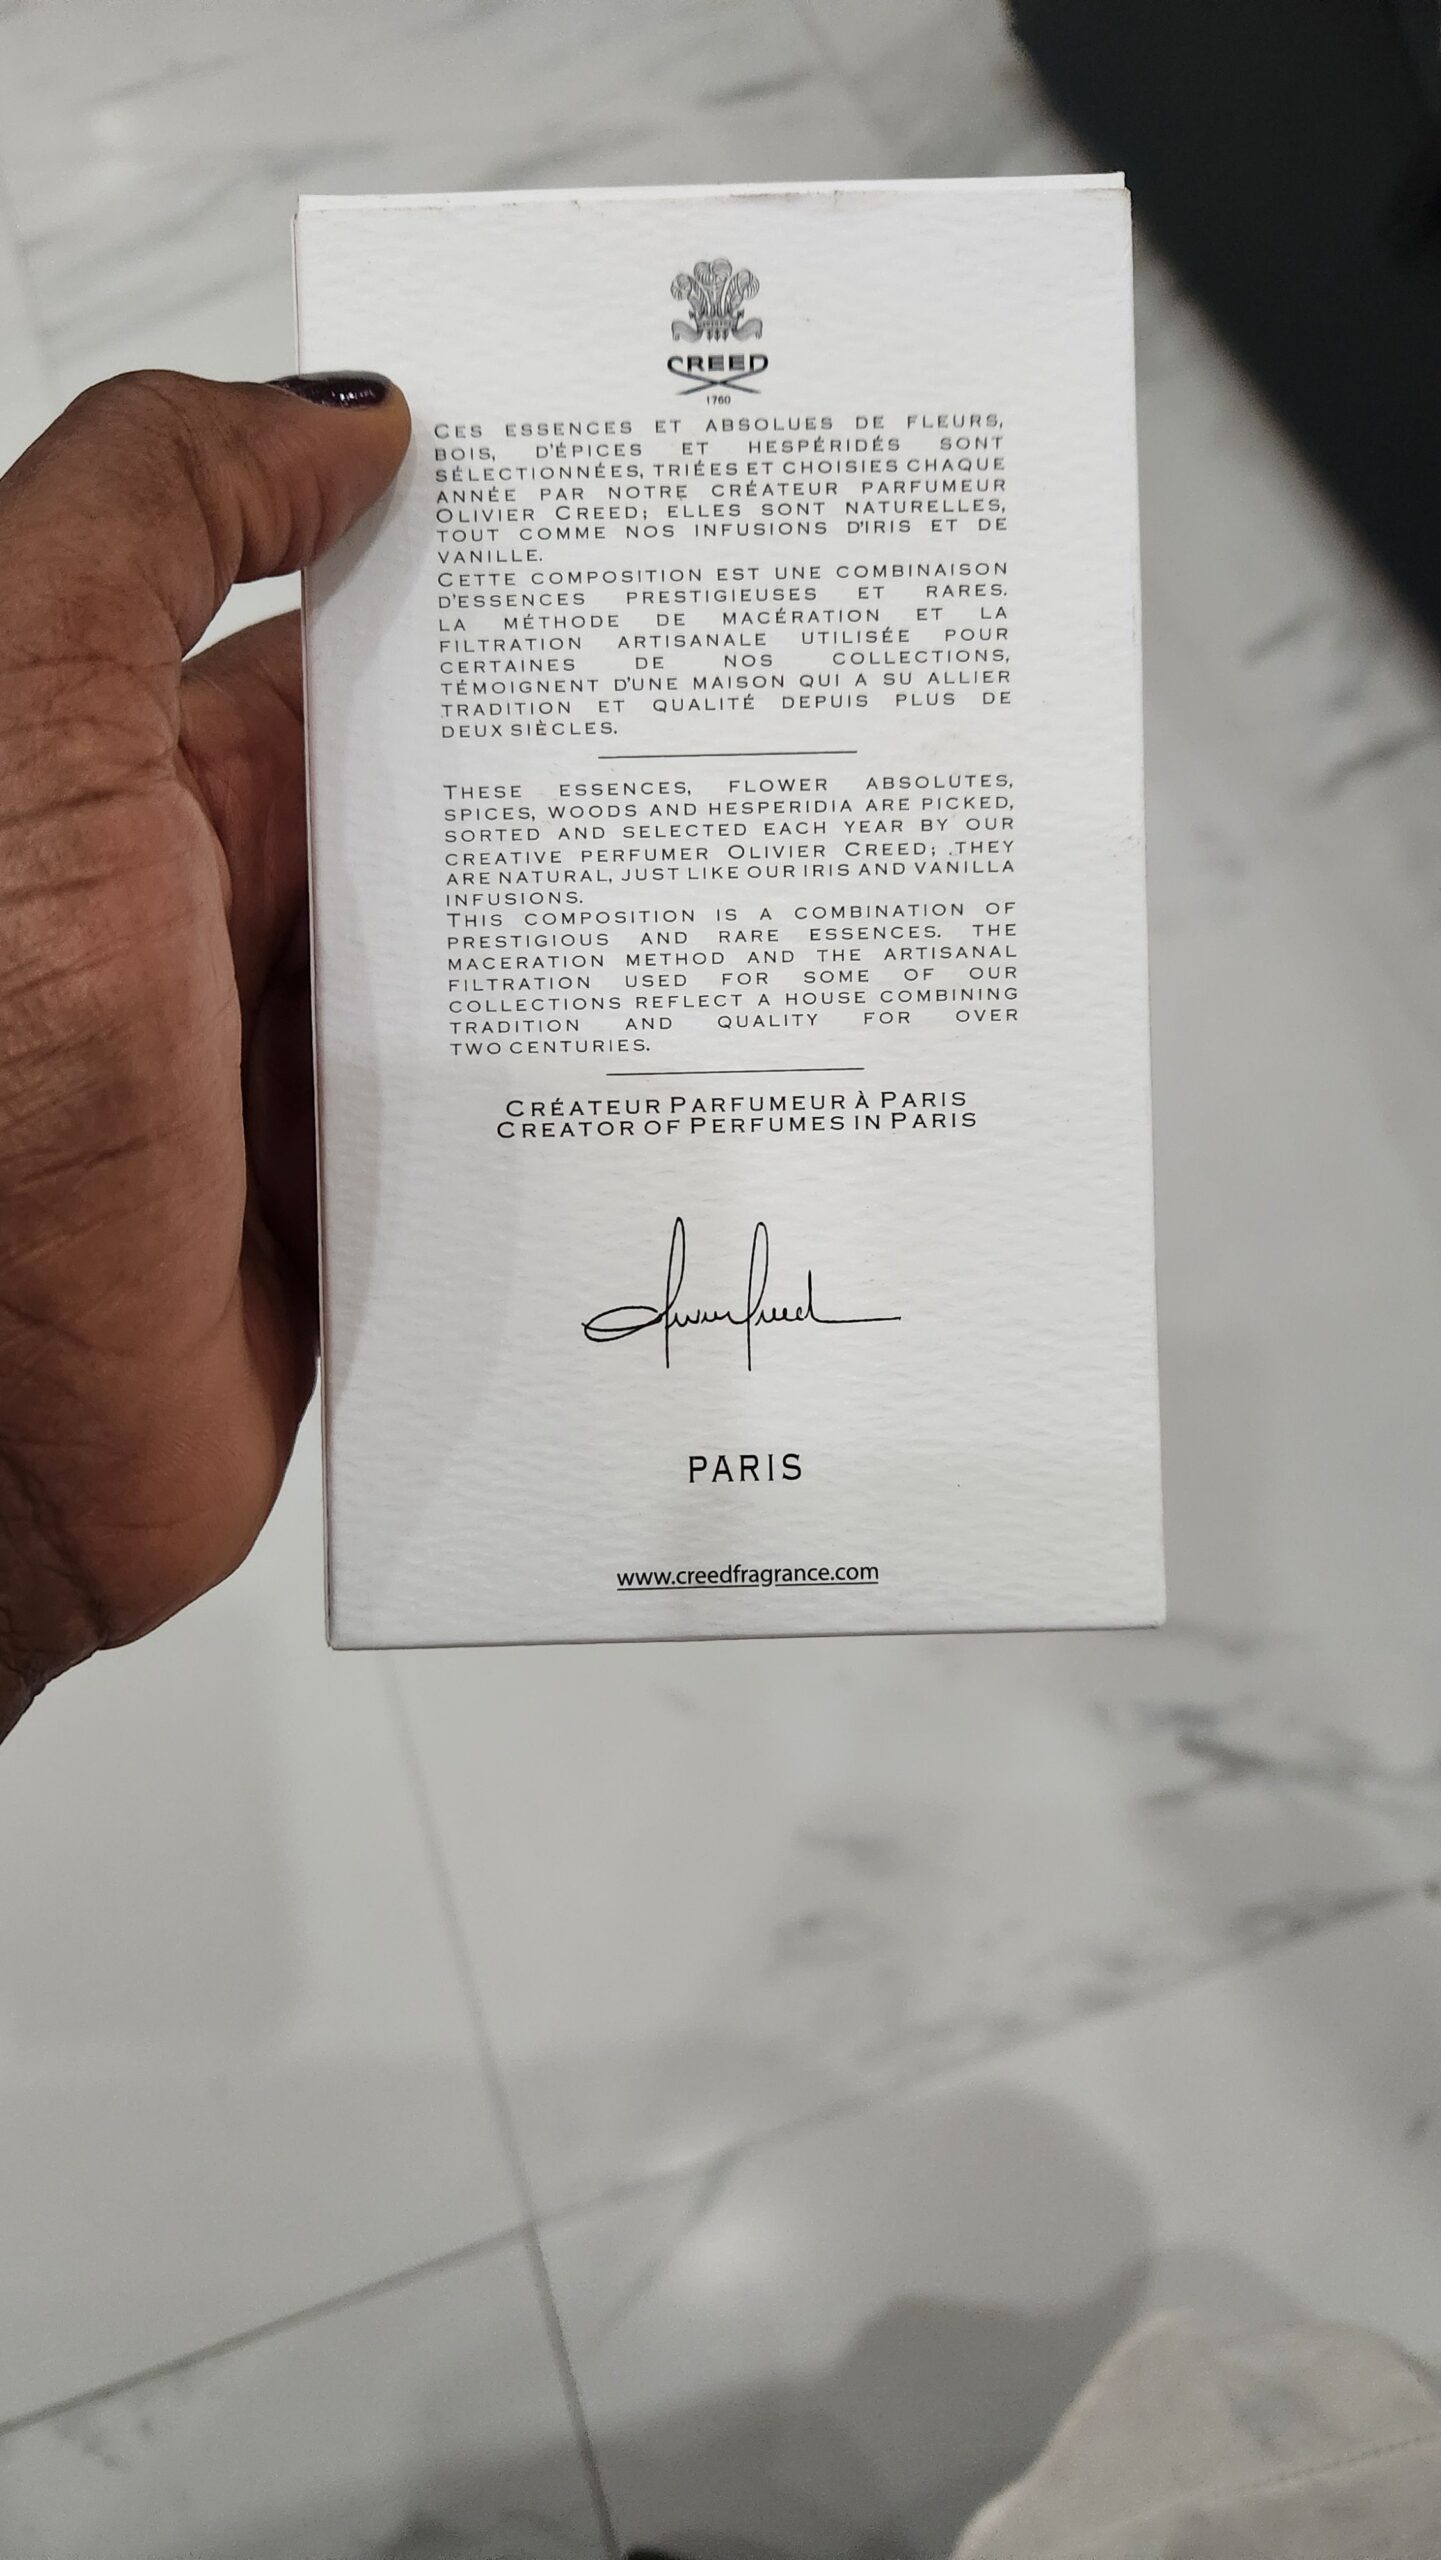 CREED
1760
CES ESSENCES ET ABSOLUES DE FLEURS,
BOIS, D'ÉPICES ET HESPÉRIDÉS SONT
SÉLECTIONNÉES, TRIÉES ET CHOISIES CHAQUE
ANNÉE PAR NOTRE CRÉATEUR PARFUMEUR
OLIVIER CREED; ELLES SONT NATURELLES,
TOUT COMME NOS INFUSIONS D'IRIS ET DE
VANILLE.
CETTE COMPOSITION EST UNE COMBINAISON
D'ESSENCES PRESTIGIEUSES ET RARES.
LA MÉTHODE DE MACÉRATION ET LA
FILTRATION ARTISANALE UTILISÉE POUR
CERTAINES DE NOS COLLECTIONS,
TÉMOIGNENT D'UNE MAISON QUI A SU ALLIER
TRADITION ET QUALITÉ DEPUIS PLUS DE
DEUX SIÈCLES.
THESE ESSENCES, FLOWER ABSOLUTES,
SPICES, WOODS AND HESPERIDIA ARE PICKED,
SORTED AND SELECTED EACH YEAR BY OUR
CREATIVE PERFUMER OLIVIER CREED; .THEY
ARE NATURAL, JUST LIKE OUR IRIS AND VANILLA
INFUSIONS.
THIS COMPOSITION IS A COMBINATION OF
PRESTIGIOUS AND RARE ESSENCES. THE
MACERATION METHOD AND THE ARTISANAL
FILTRATION USED FOR SOME OF OUR
COLLECTIONS REFLECT A HOUSE COMBINING
TRADITION AND QUALITY FOR OVER
TWO CENTURIES.
CRÉATEUR PARFUMEUR À PARIS
CREATOR OF PERFUMES IN PARIS
Olivier Creed
PARIS
www.creedfragrance.com